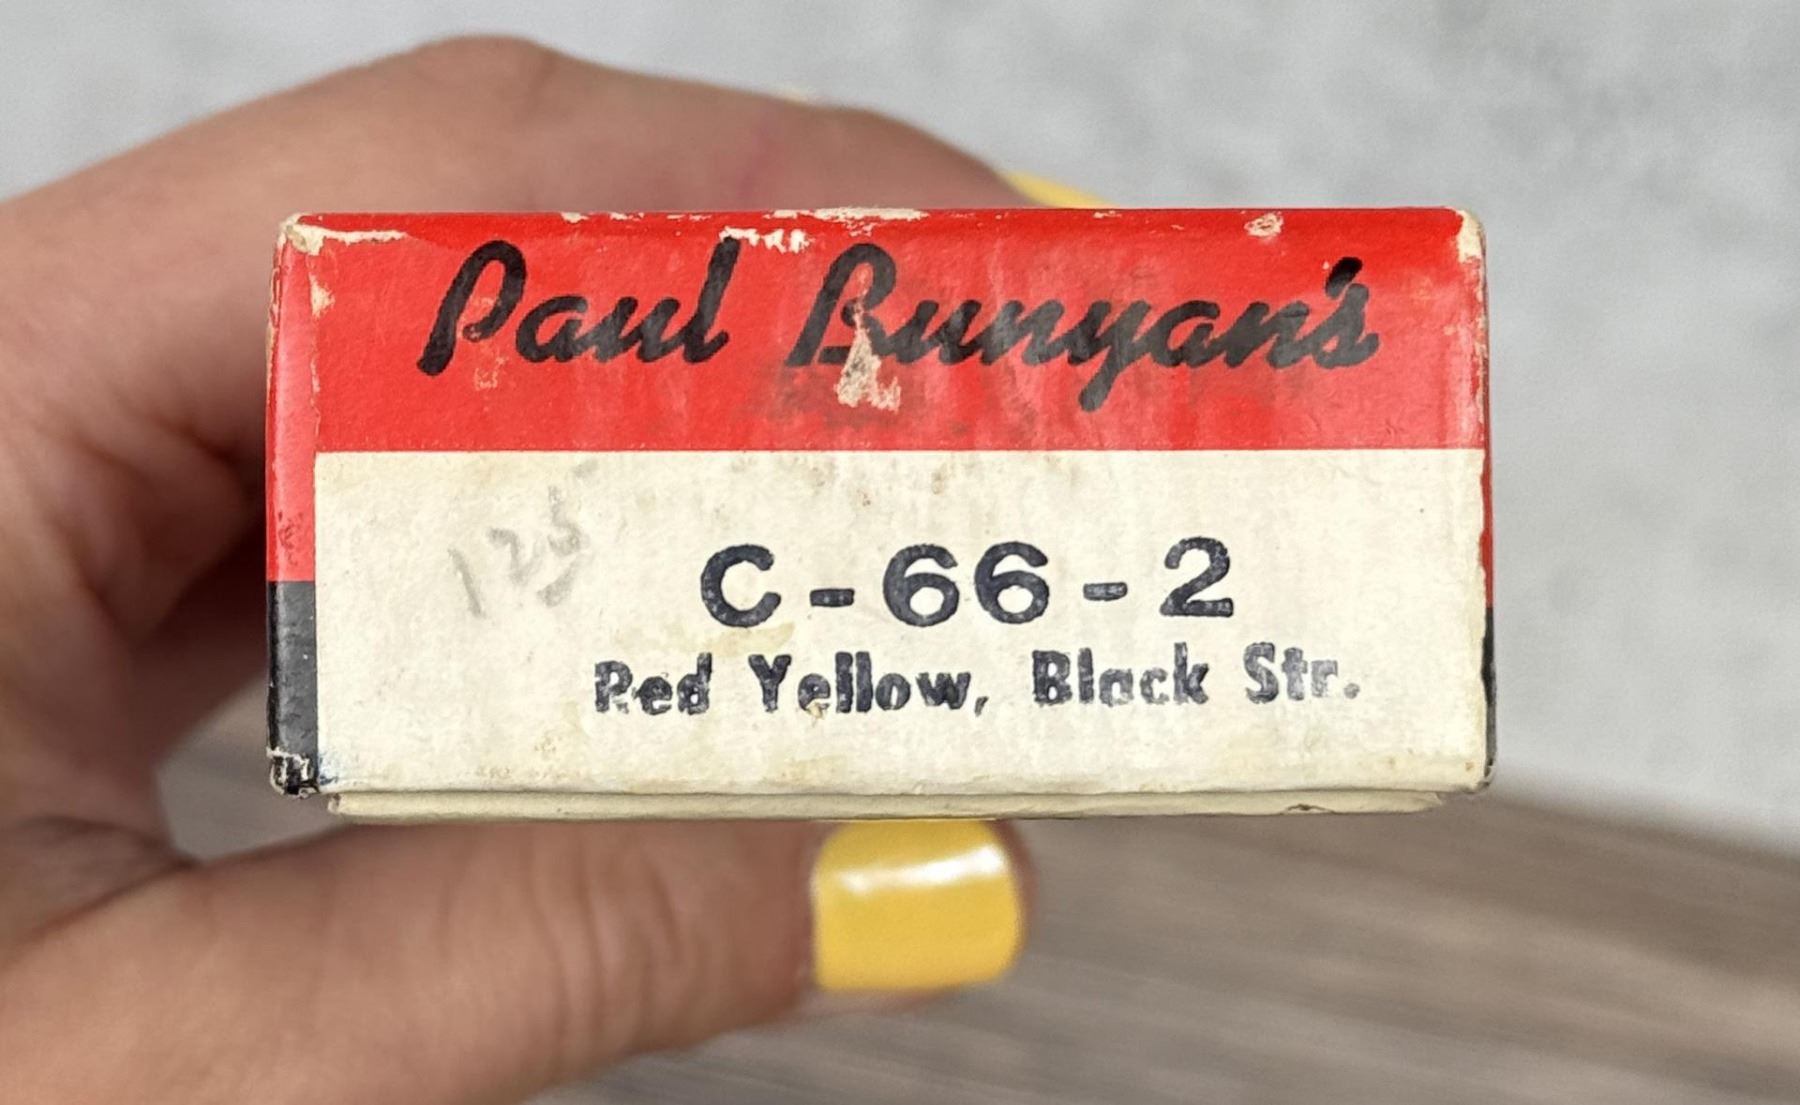 Paul Bunyan's
125
C-66-2
Red Yellow, Black Str.